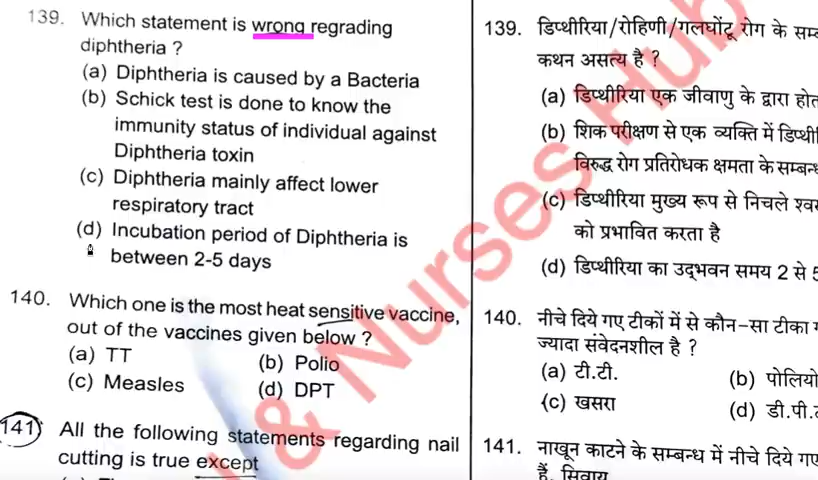 139. Which statement is wrong regrading
diphtheria ?
(a) Diphtheria is caused by a Bacteria
(b) Schick test is done to know the
immunity status of individual against
Diphtheria toxin
(c) Diphtheria mainly affect lower
respiratory tract
(d) Incubation period of Diphtheria is
between 2-5 days
140. Which one is the most heat sensitive vaccine,
out of the vaccines given below ?
(a) TT
(b) Polio
(c) Measles
(d) DPT
141. All the following statements regarding nail
cutting is true except
139. डिप्थीरिया/रोहिणी/गलघोंटू रोग के
कथन असत्य है ?
(a) डिप्थीरिया एक जीवाणु के द्वारा
(b) शिक परीक्षण से एक व्यक्ति में
विरुद्ध रोग प्रतिरोधक क्षमता के
(c) डिप्थीरिया मुख्य रूप से निचले
को प्रभावित करता है
(d) डिप्थीरिया का उद्भवन समय 2 से 5
140. नीचे दिये गए टीकों में से कौन-सा टीका
ज्यादा संवेदनशील है ?
(a) टी.टी.
(b) पोलियो
(c) खसरा
(d) डी.पी.
141. नाखून काटने के सम्बन्ध में नीचे दिये
हैं, सिवाय
& Nurses Hub